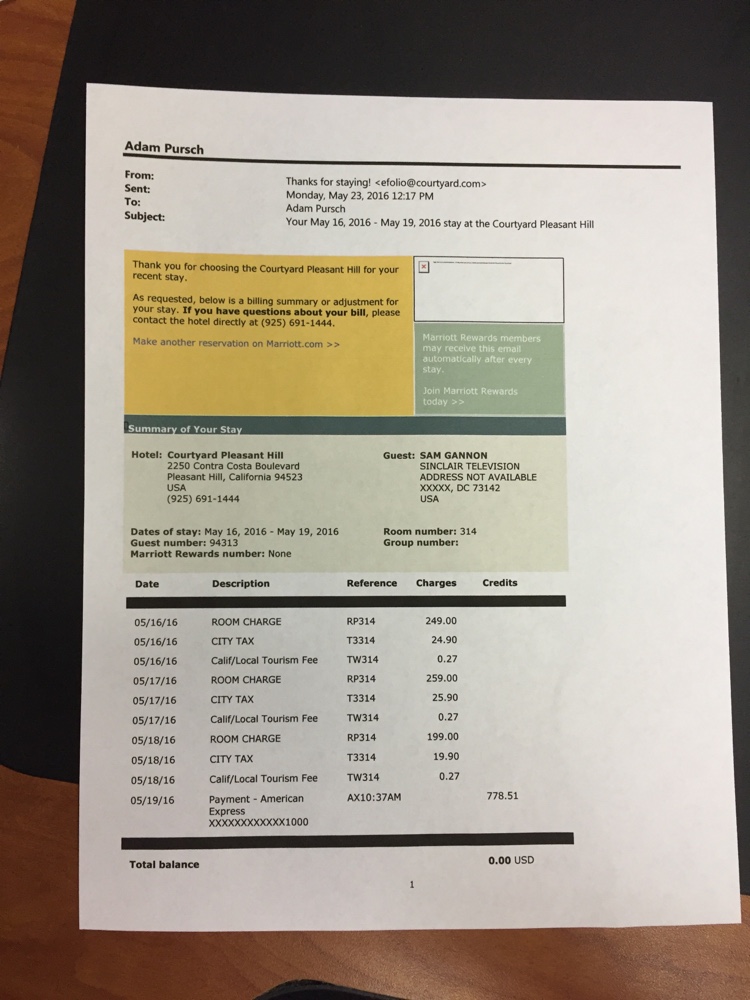 Adam Pursch
From: Thanks for staying! <efolio@courtyard.com>
Sent: Monday, May 23, 2016 12:17 PM
To: Adam Pursch
Subject: Your May 16, 2016 - May 19, 2016 stay at the Courtyard Pleasant Hill
Thank you for choosing the Courtyard Pleasant Hill for your
recent stay.
As requested, below is a billing summary or adjustment for
your stay. If you have questions about your bill, please
contact the hotel directly at (925) 691-1444.
Make another reservation on Marriott.com >>
Marriott Rewards members
may receive this email
automatically after every
stay.
Join Marriott Rewards
today >>
Summary of Your Stay
Hotel: Courtyard Pleasant Hill
2250 Contra Costa Boulevard
Pleasant Hill, California 94523
USA
(925) 691-1444
Guest: SAM GANNON
SINCLAIR TELEVISION
ADDRESS NOT AVAILABLE
XXXXX, DC 73142
USA
Dates of stay: May 16, 2016 - May 19, 2016
Guest number: 94313
Marriott Rewards number: None
Room number: 314
Group number:
Date Description Reference Charges Credits
05/16/16 ROOM CHARGE RP314 249.00
05/16/16 CITY TAX T3314 24.90
05/16/16 Calif/Local Tourism Fee TW314 0.27
05/17/16 ROOM CHARGE RP314 259.00
05/17/16 CITY TAX T3314 25.90
05/17/16 Calif/Local Tourism Fee TW314 0.27
05/18/16 ROOM CHARGE RP314 199.00
05/18/16 CITY TAX T3314 19.90
05/18/16 Calif/Local Tourism Fee TW314 0.27
05/19/16 Payment - American AX10:37AM 778.51
Express
XXXXXXXXXXXX1000
Total balance 0.00 USD
1